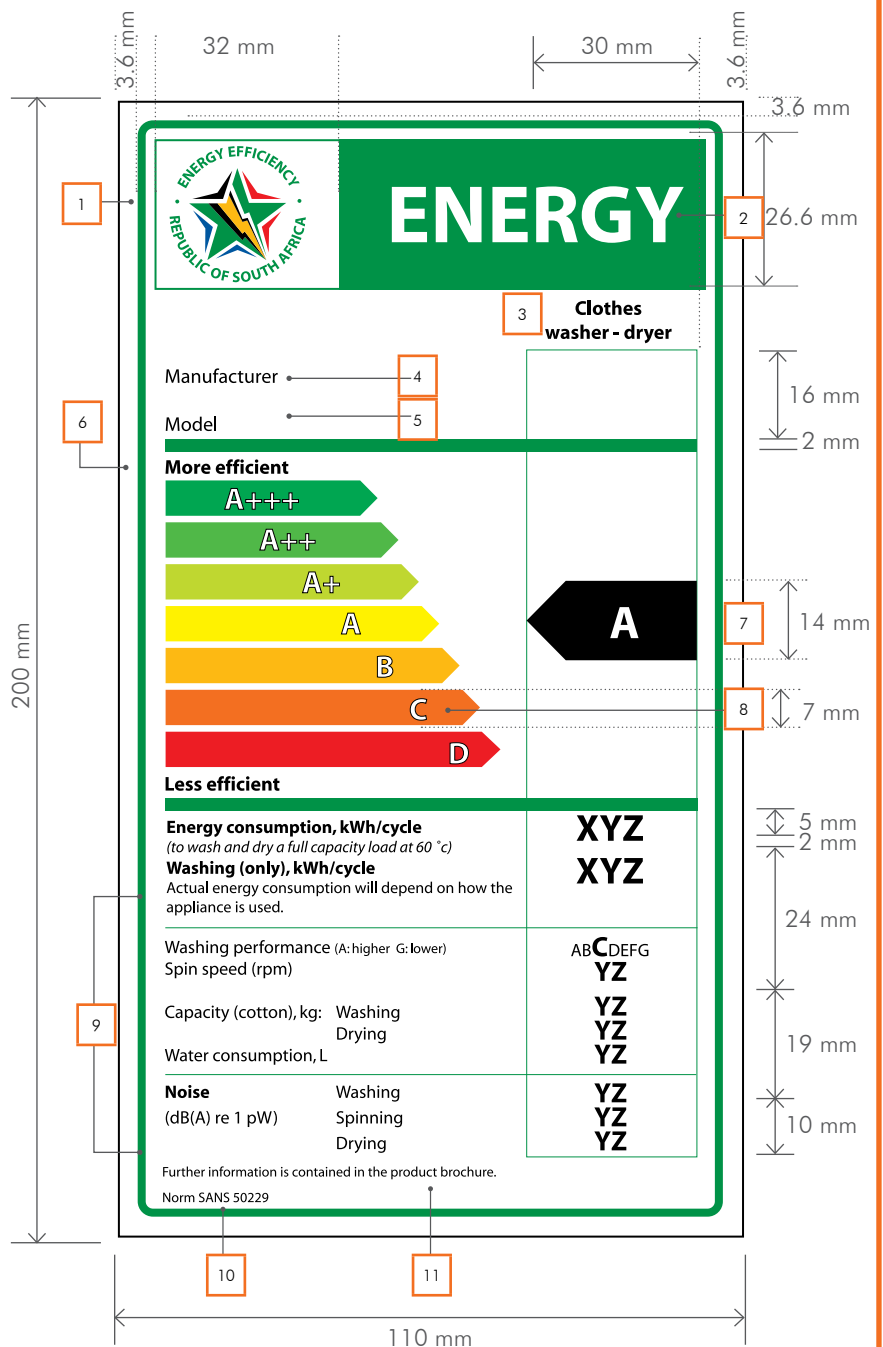 3.6 mm
32 mm
30 mm
3.6 mm
3.6 mm
ENERGY EFFICIENCY
REPUBLIC OF SOUTH AFRICA
ENERGY
1
2
26.6 mm
3
Clothes
washer - dryer
Manufacturer
4
16 mm
Model
5
6
2 mm
More efficient
A+++
A++
A+
A
B
C
D
A
7
14 mm
8
7 mm
200 mm
Less efficient
5 mm
2 mm
Energy consumption, kWh/cycle
XYZ
(to wash and dry a full capacity load at 60 ˚c)
Washing (only), kWh/cycle
XYZ
Actual energy consumption will depend on how the
appliance is used.
24 mm
Washing performance (A: higher G: lower)
ABCDEFG
Spin speed (rpm)
YZ
9
Capacity (cotton), kg: Washing
YZ
Drying
YZ
Water consumption, L
YZ
19 mm
Noise Washing
YZ
(dB(A) re 1 pW) Spinning
YZ
10 mm
Drying
YZ
Further information is contained in the product brochure.
Norm SANS 50229
10
11
110 mm